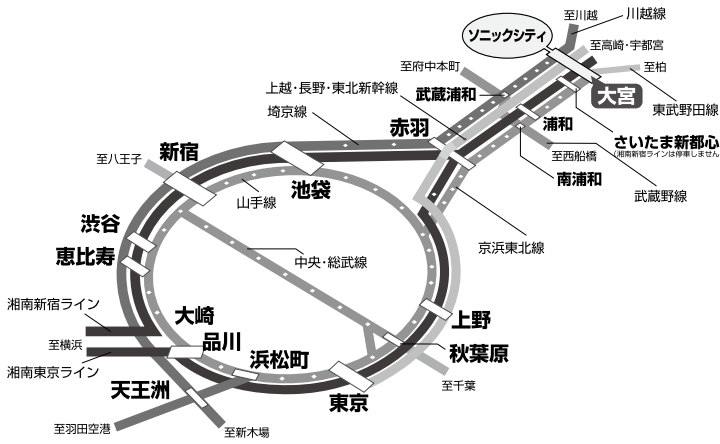 至川越
川越線
ソニックシティ
至高崎・宇都宮
至府中本町
至柏
上越・長野・東北新幹線
武蔵浦和
大宮
東武野田線
埼京線
赤羽
浦和
さいたま新都心
(湘南新宿ラインは停車しません)
新宿
至八王子
至西船橋
池袋
南浦和
山手線
武蔵野線
渋谷
京浜東北線
恵比寿
中央・総武線
湘南新宿ライン
大崎
上野
品川
至横浜
浜松町
秋葉原
湘南東京ライン
天王洲
東京
至千葉
至羽田空港
至新木場